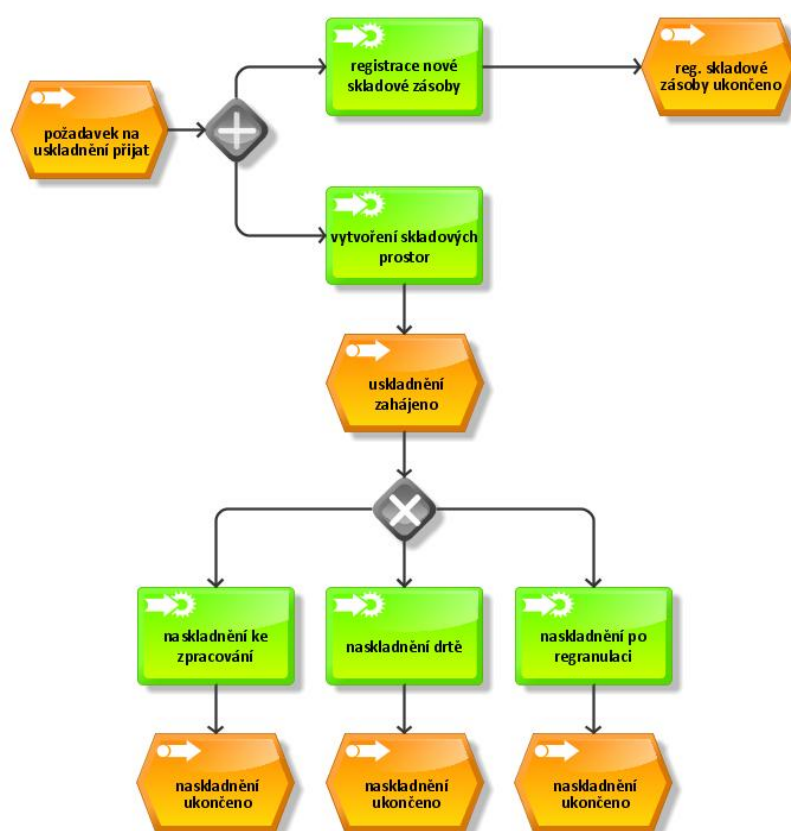 registrace nové
skladové zásoby
reg. skladové
zásoby ukončeno
požadavek na
uskladnění přijat
vytvoření skladových
prostor
uskladnění
zahájeno
naskladnění ke
zpracování
naskladnění drtě
naskladnění po
regranulaci
naskladnění
ukončeno
naskladnění
ukončeno
naskladnění
ukončeno